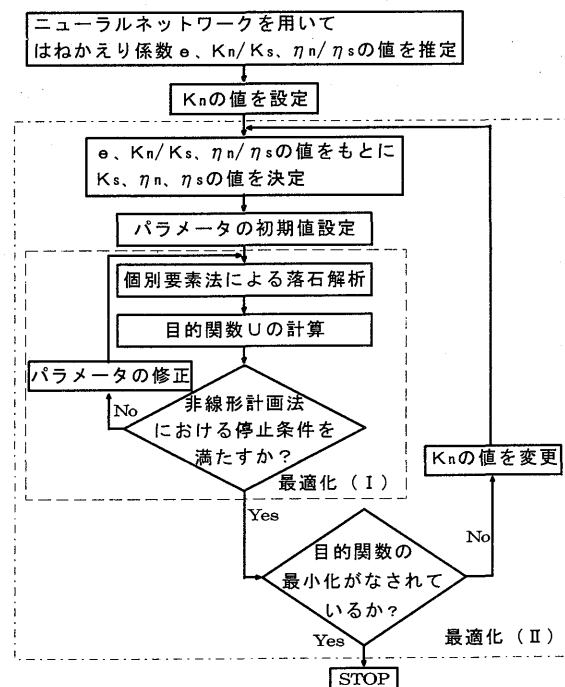 ニューラルネットワークを用いて
はねかえり係数e、Kn/Ks、ηn/ηsの値を推定
Knの値を設定
e、Kn/Ks、ηn/ηsの値をもとに
Ks、ηn、ηsの値を決定
パラメータの初期値設定
個別要素法による落石解析
目的関数Uの計算
パラメータの修正
No
非線形計画法
における停止条件を
満たすか?
最適化(Ⅰ)
Knの値を変更
Yes
No
目的関数の
最小化がなされて
いるか?
Yes
最適化(Ⅱ)
STOP